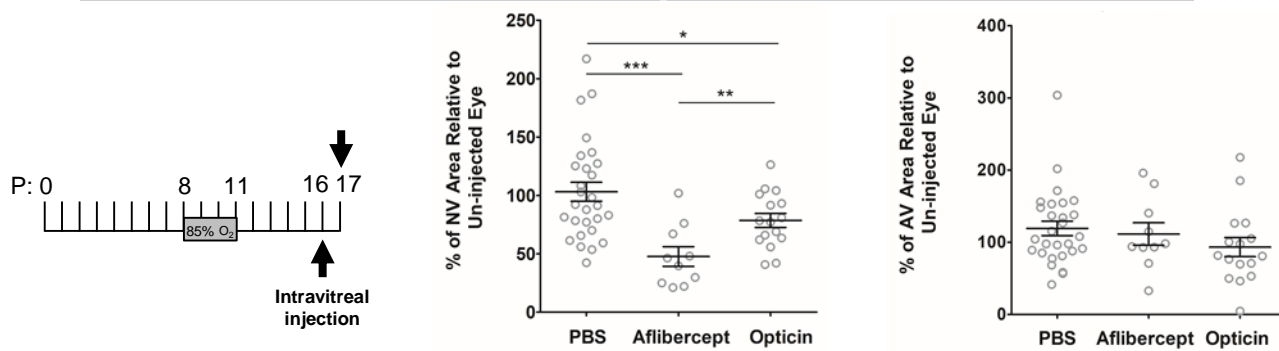 P: 0 8 11 16 17
85% O₂
Intravitreal
injection
% of NV Area Relative to
Un-injected Eye
250
200
150
100
50
0
*
***
**
PBS Aflibercept Opticin
% of AV Area Relative to
Un-injected Eye
400
300
200
100
0
PBS Aflibercept Opticin